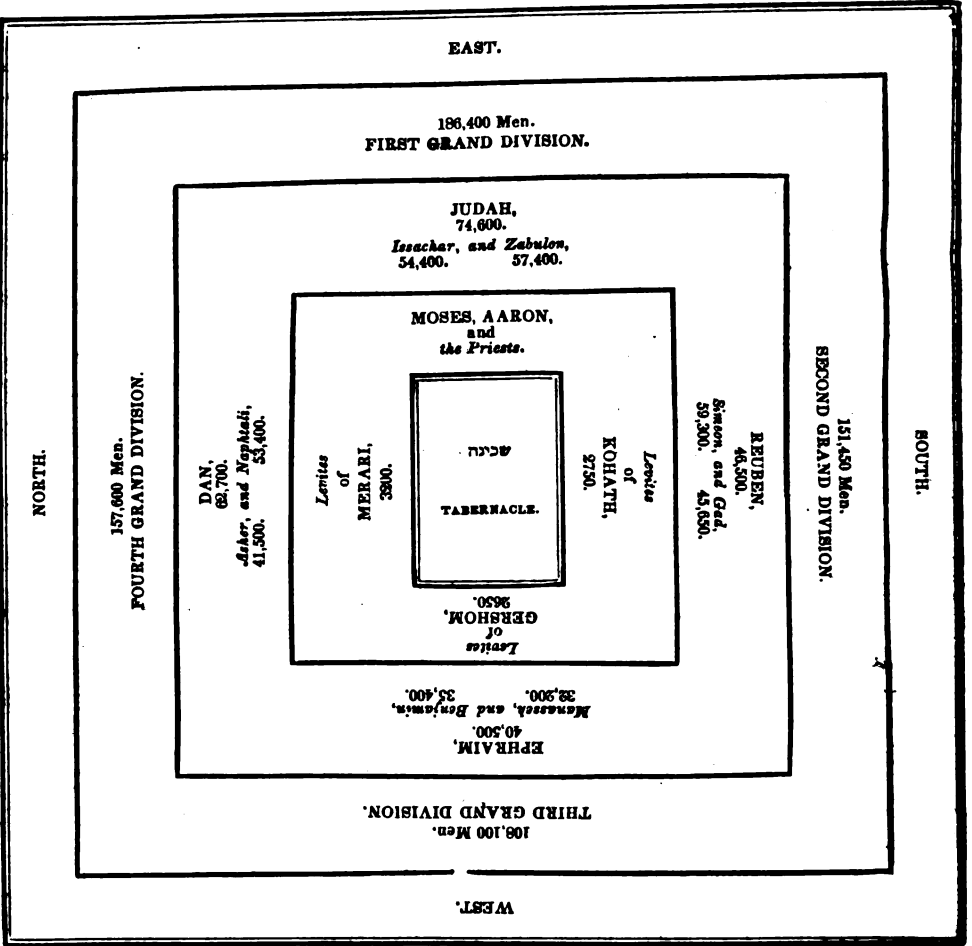 EAST.
186,400 Men.
FIRST GRAND DIVISION.
JUDAH,
74,600.
Issachar, and Zabulon,
54,400. 57,400.
MOSES, AARON,
and
the Priests.
שכינה
TABERNACLE.
Levites
of
KOHATH,
2750.
REUBEN,
46,500.
Simeon, and Gad,
59,300. 45,650.
151,450 Men.
SECOND GRAND DIVISION.
SOUTH.
Levites
of
GERSHOM,
2650.
EPHRAIM,
40,500.
Manasseh, and Benjamin,
32,200. 35,400.
108,100 Men.
THIRD GRAND DIVISION.
WEST.
Levites
of
MERARI,
3200.
DAN,
62,700.
Asher, and Naphtali,
41,500. 53,400.
157,600 Men.
FOURTH GRAND DIVISION.
NORTH.